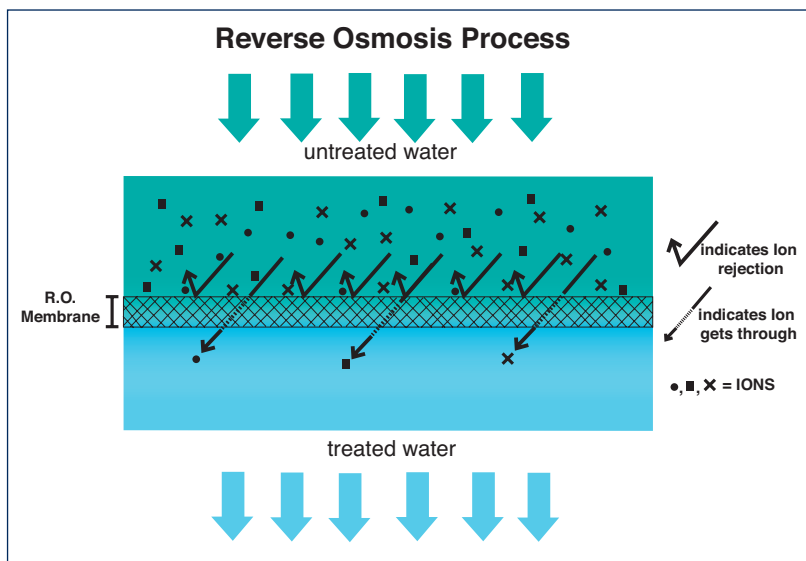 Reverse Osmosis Process
untreated water
indicates Ion
rejection
R.O.
Membrane
indicates Ion
gets through
●, ■, ✕ = IONS
treated water